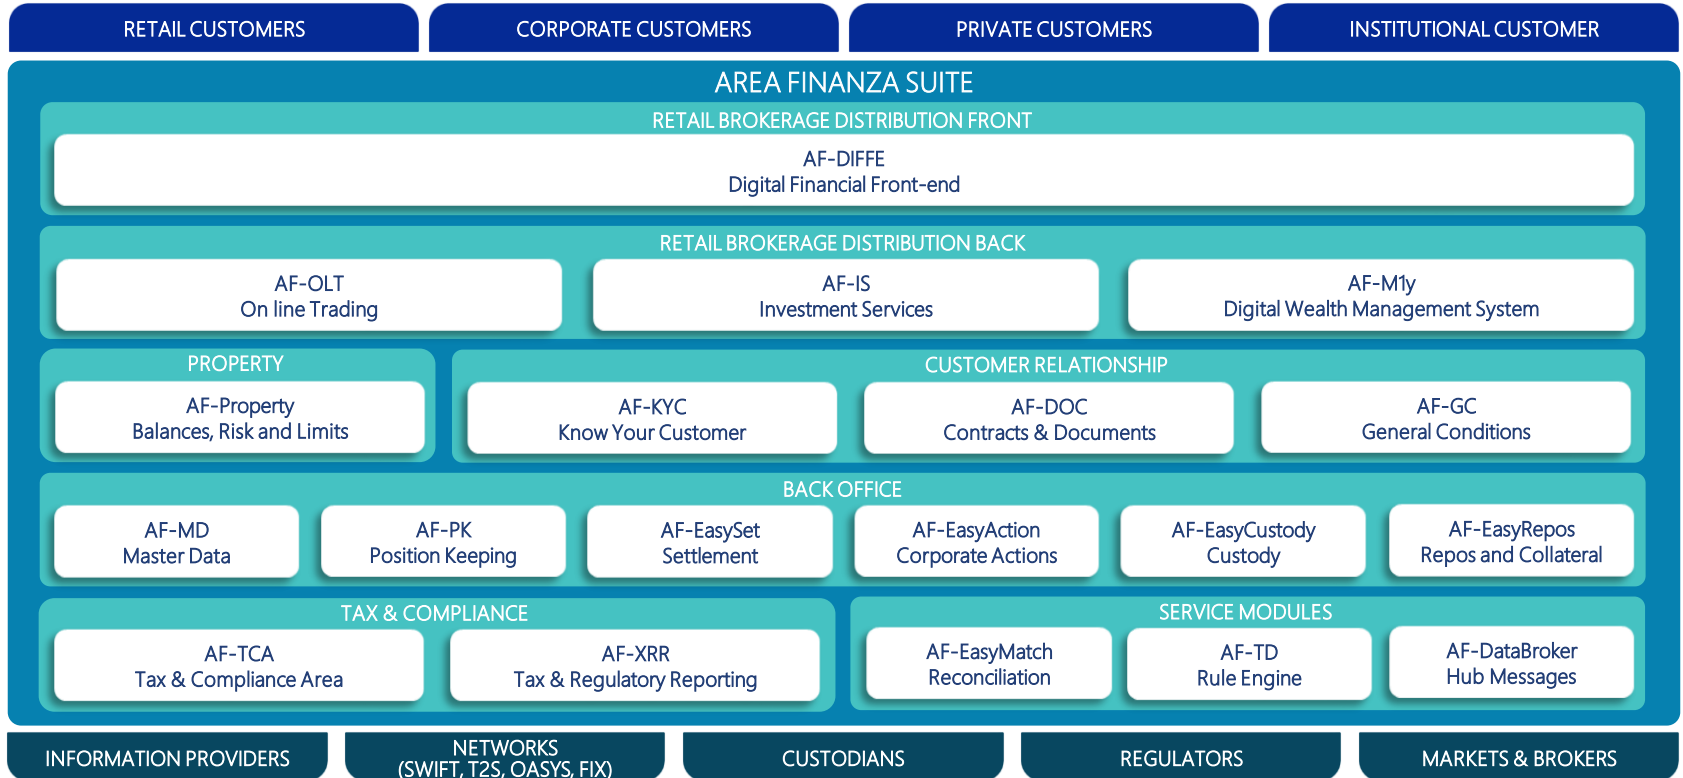 RETAIL CUSTOMERS
CORPORATE CUSTOMERS
PRIVATE CUSTOMERS
INSTITUTIONAL CUSTOMER
AREA FINANZA SUITE
RETAIL BROKERAGE DISTRIBUTION FRONT
AF-DIFFE
Digital Financial Front-end
RETAIL BROKERAGE DISTRIBUTION BACK
AF-OLT
On line Trading
AF-IS
Investment Services
AF-M1y
Digital Wealth Management System
PROPERTY
AF-Property
Balances, Risk and Limits
CUSTOMER RELATIONSHIP
AF-KYC
Know Your Customer
AF-DOC
Contracts & Documents
AF-GC
General Conditions
BACK OFFICE
AF-MD
Master Data
AF-PK
Position Keeping
AF-EasySet
Settlement
AF-EasyAction
Corporate Actions
AF-EasyCustody
Custody
AF-EasyRepos
Repos and Collateral
TAX & COMPLIANCE
AF-TCA
Tax & Compliance Area
AF-XRR
Tax & Regulatory Reporting
SERVICE MODULES
AF-EasyMatch
Reconciliation
AF-TD
Rule Engine
AF-DataBroker
Hub Messages
INFORMATION PROVIDERS
NETWORKS
(SWIFT, T2S, OASYS, FIX)
CUSTODIANS
REGULATORS
MARKETS & BROKERS